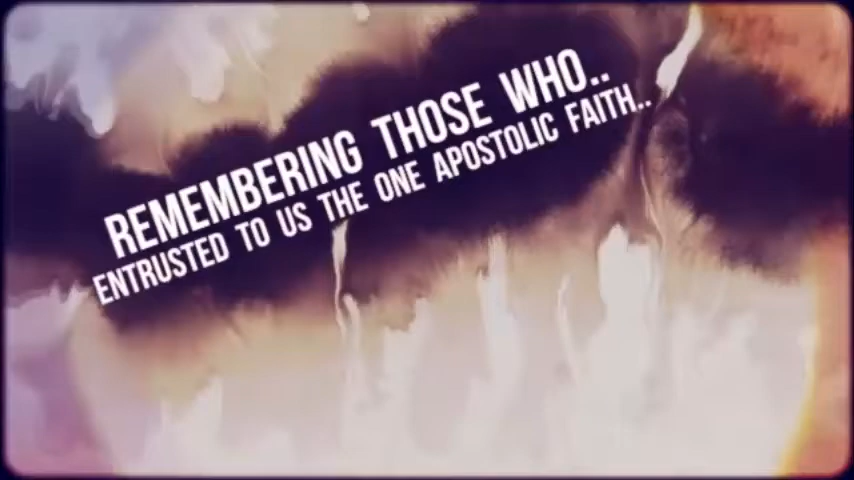 REMEMBERING THOSE WHO..
ENTRUSTED TO US THE ONE APOSTOLIC FAITH..